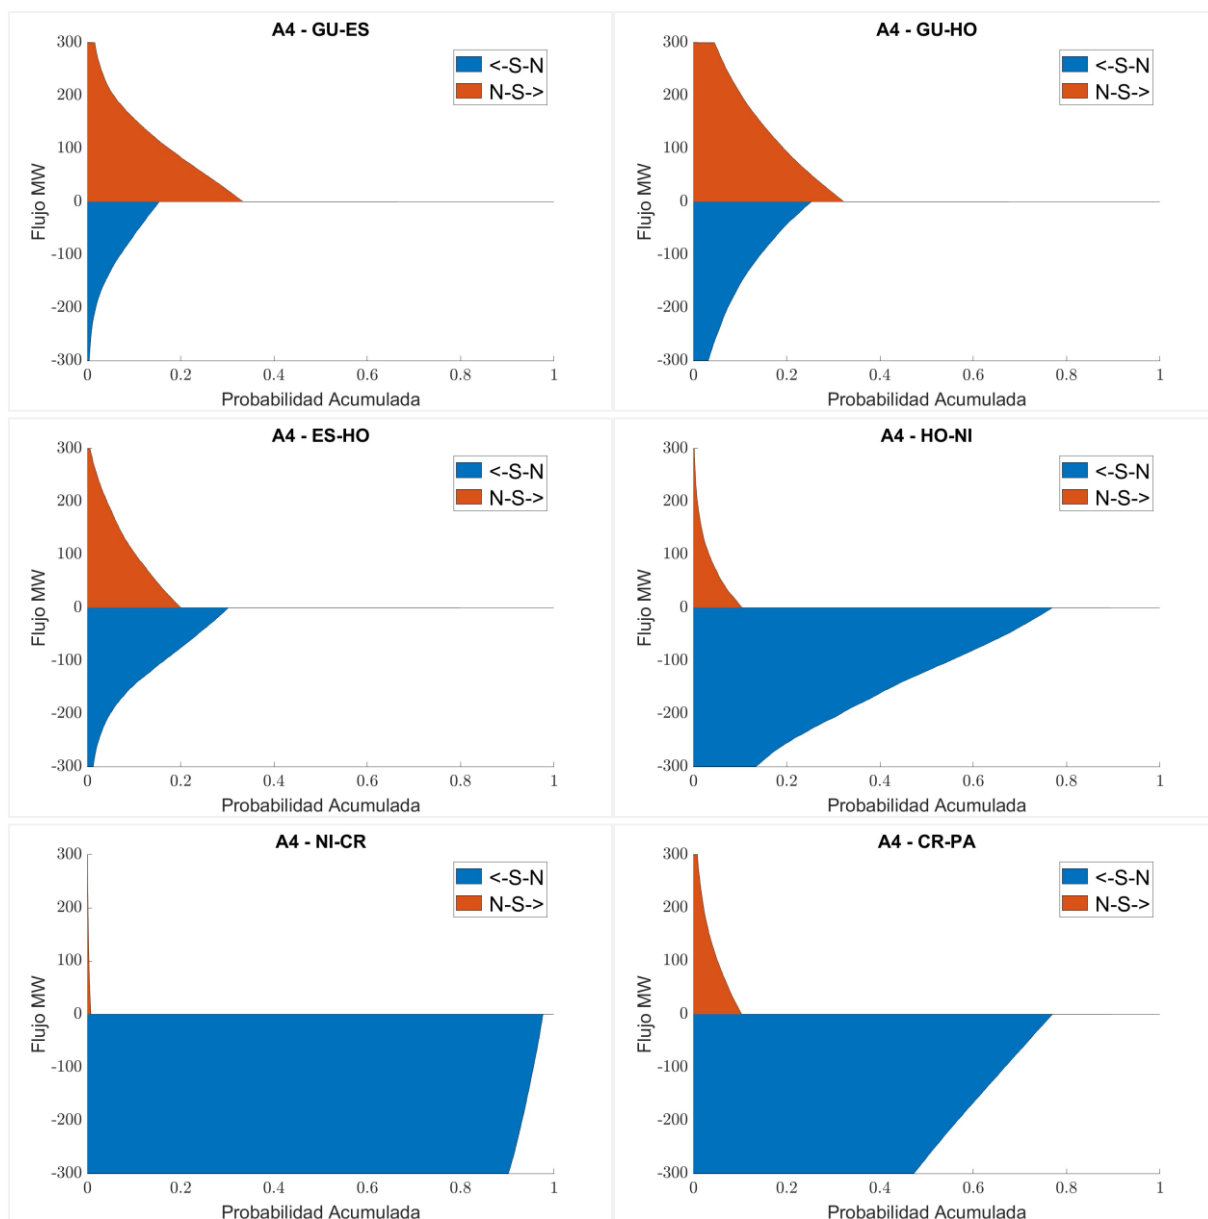 A4 - GU-ES
300
200
100
0
-100
-200
-300
Flujo MW
<-S-N
N-S->
0 0.2 0.4 0.6 0.8 1
Probabilidad Acumulada
A4 - GU-HO
300
200
100
0
-100
-200
-300
Flujo MW
<-S-N
N-S->
0 0.2 0.4 0.6 0.8 1
Probabilidad Acumulada
A4 - ES-HO
300
200
100
0
-100
-200
-300
Flujo MW
<-S-N
N-S->
0 0.2 0.4 0.6 0.8 1
Probabilidad Acumulada
A4 - HO-NI
300
200
100
0
-100
-200
-300
Flujo MW
<-S-N
N-S->
0 0.2 0.4 0.6 0.8 1
Probabilidad Acumulada
A4 - NI-CR
300
200
100
0
-100
-200
-300
Flujo MW
<-S-N
N-S->
0 0.2 0.4 0.6 0.8 1
Probabilidad Acumulada
A4 - CR-PA
300
200
100
0
-100
-200
-300
Flujo MW
<-S-N
N-S->
0 0.2 0.4 0.6 0.8 1
Probabilidad Acumulada